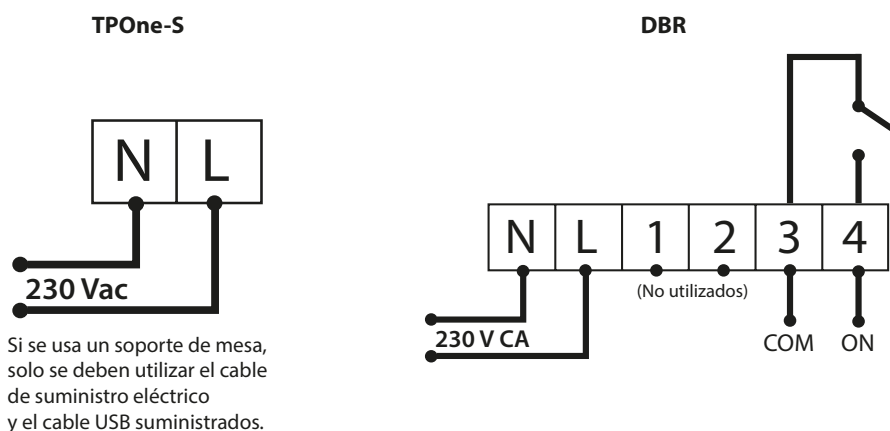 TPOne-S
N L
230 Vac
Si se usa un soporte de mesa,
solo se deben utilizar el cable
de suministro eléctrico
y el cable USB suministrados.
DBR
N L 1 2 3 4
(No utilizados)
230 V CA
COM ON